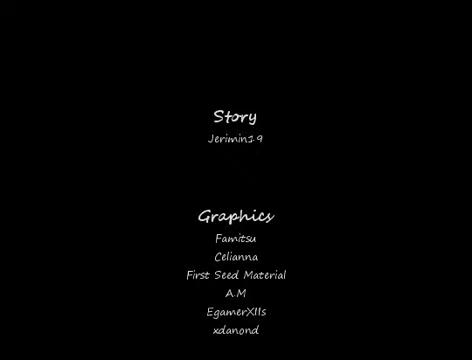 Story
Jerimin19
Graphics
Famitsu
Celianna
First Seed Material
A.M
EgamerXIIs
xdanond